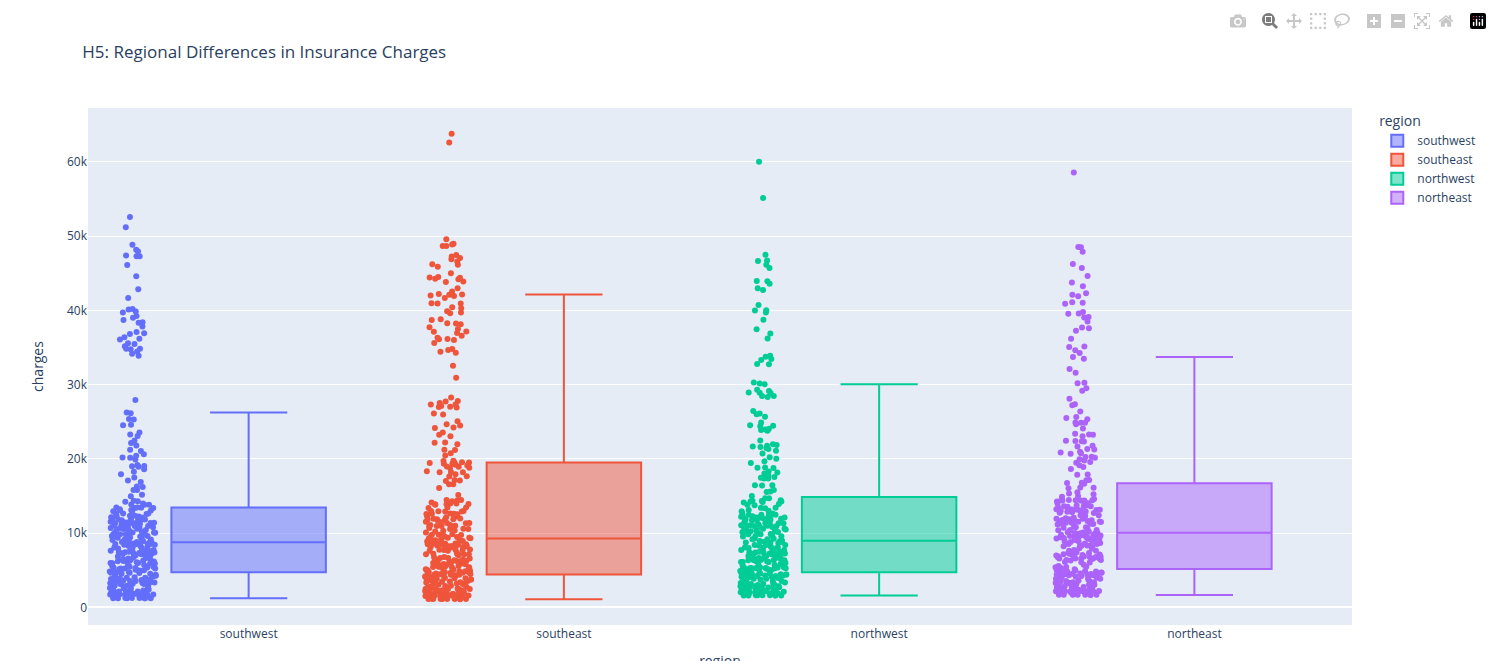 H5: Regional Differences in Insurance Charges
region
southwest
southeast
northwest
northeast
60k
50k
40k
30k
20k
10k
0
charges
southwest southeast northwest northeast
region